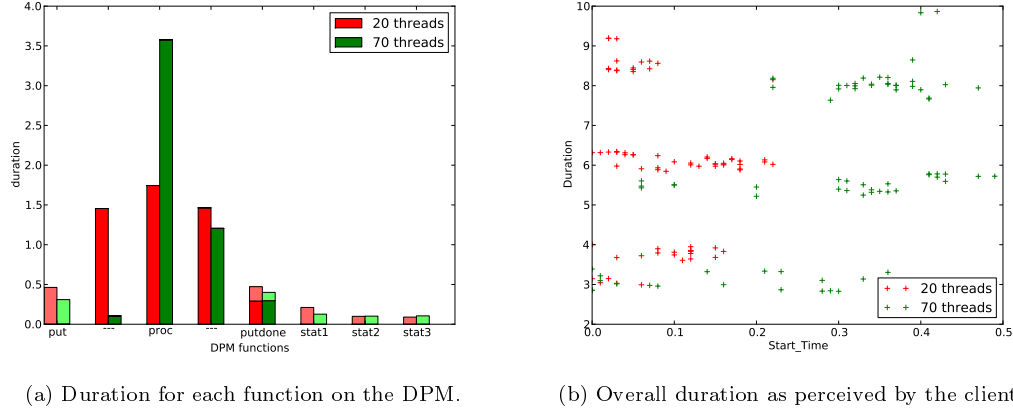 4.0
3.5
3.0
2.5
2.0
1.5
1.0
0.5
0.0
duration
20 threads
70 threads
put --- proc --- putdone stat1 stat2 stat3
DPM functions
(a) Duration for each function on the DPM.
10
9
8
7
6
5
4
3
2
Duration
20 threads
70 threads
0.0 0.1 0.2 0.3 0.4 0.5
Start_Time
(b) Overall duration as perceived by the client